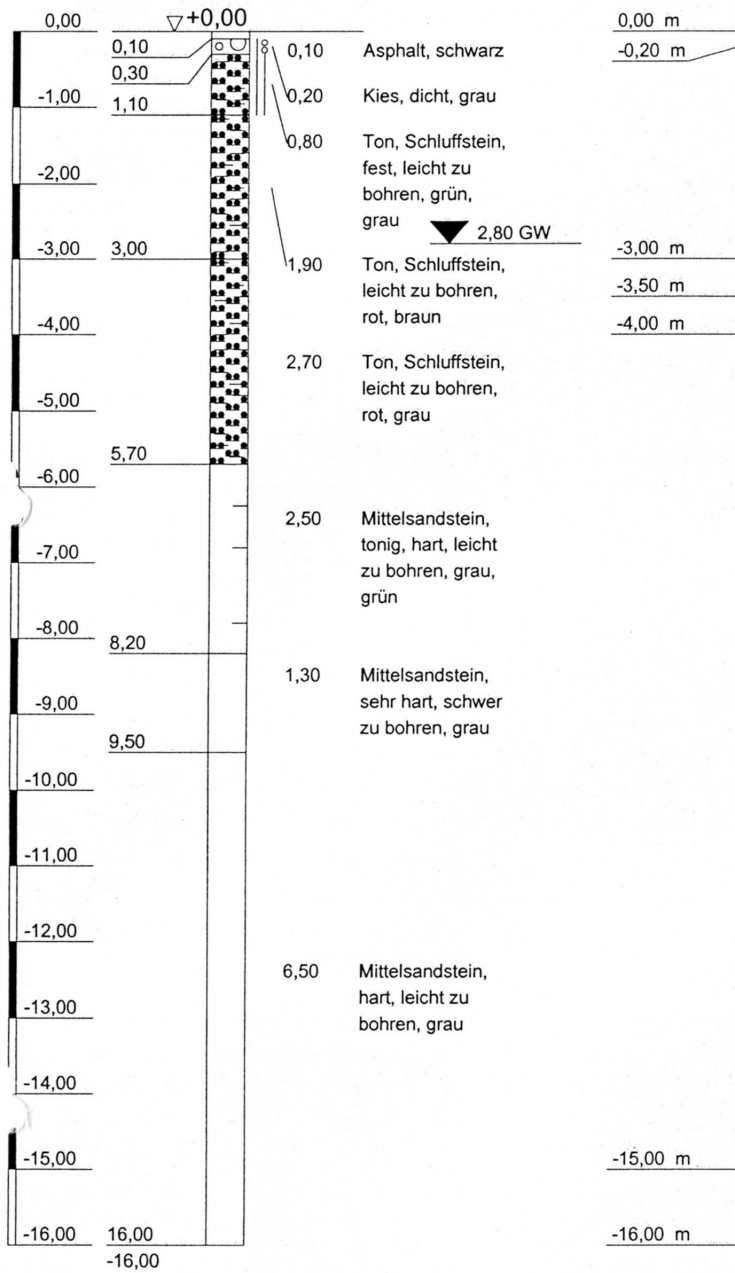 0,00
+0,00
0,00 m
0,10
0,10
Asphalt, schwarz
-0,20 m
0,30
0,20
Kies, dicht, grau
-1,00
1,10
0,80
Ton, Schluffstein,
fest, leicht zu
bohren, grün,
grau
-2,00
2,80 GW
-3,00
3,00
-3,00 m
1,90
Ton, Schluffstein,
leicht zu bohren,
rot, braun
-3,50 m
-4,00
-4,00 m
2,70
Ton, Schluffstein,
leicht zu bohren,
rot, grau
-5,00
5,70
-6,00
2,50
Mittelsandstein,
tonig, hart, leicht
zu bohren, grau,
grün
-7,00
-8,00
8,20
1,30
Mittelsandstein,
sehr hart, schwer
zu bohren, grau
-9,00
9,50
-10,00
-11,00
-12,00
6,50
Mittelsandstein,
hart, leicht zu
bohren, grau
-13,00
-14,00
-15,00
-15,00 m
-16,00
16,00
-16,00 m
-16,00